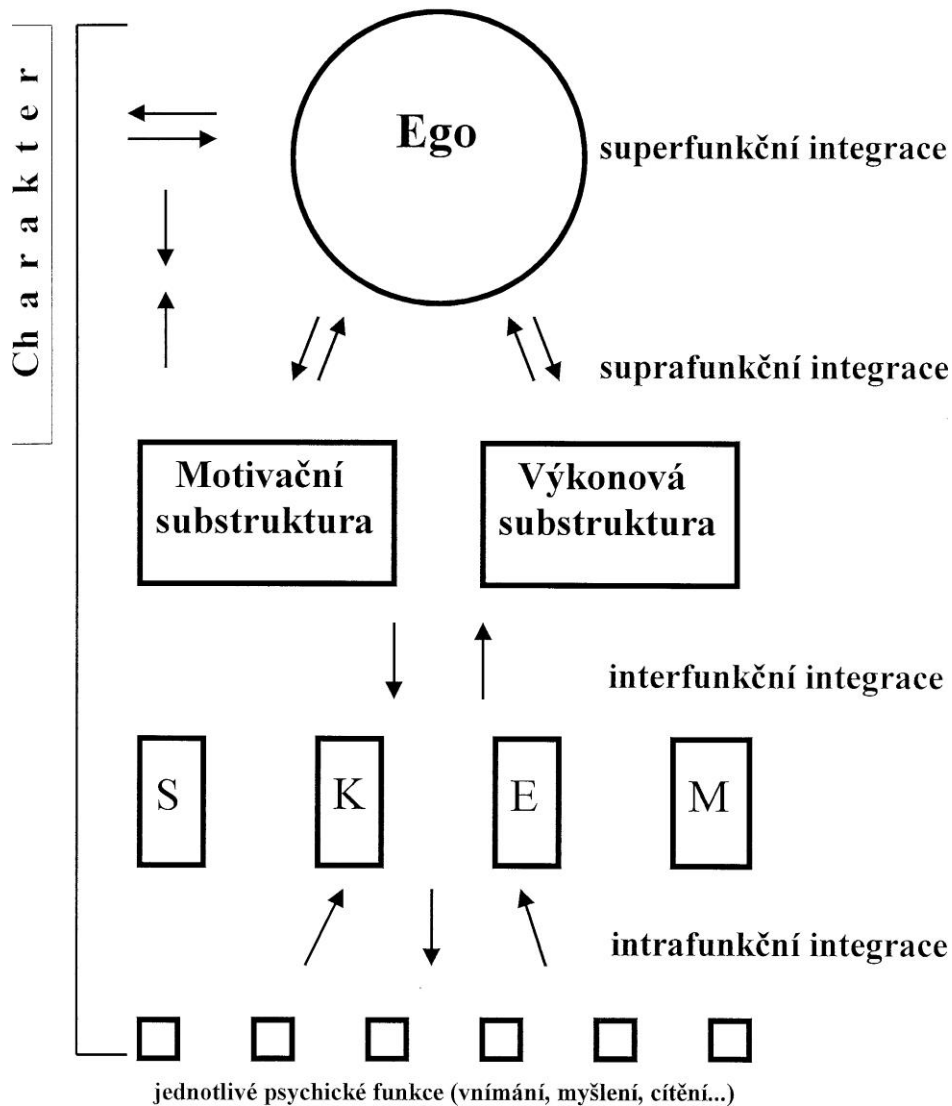 Charakter
Ego
superfunkční integrace
suprafunkční integrace
Motivační
substruktura
Výkonová
substruktura
interfunkční integrace
S
K
E
M
intrafunkční integrace
jednotlivé psychické funkce (vnímání, myšlení, cítění...)